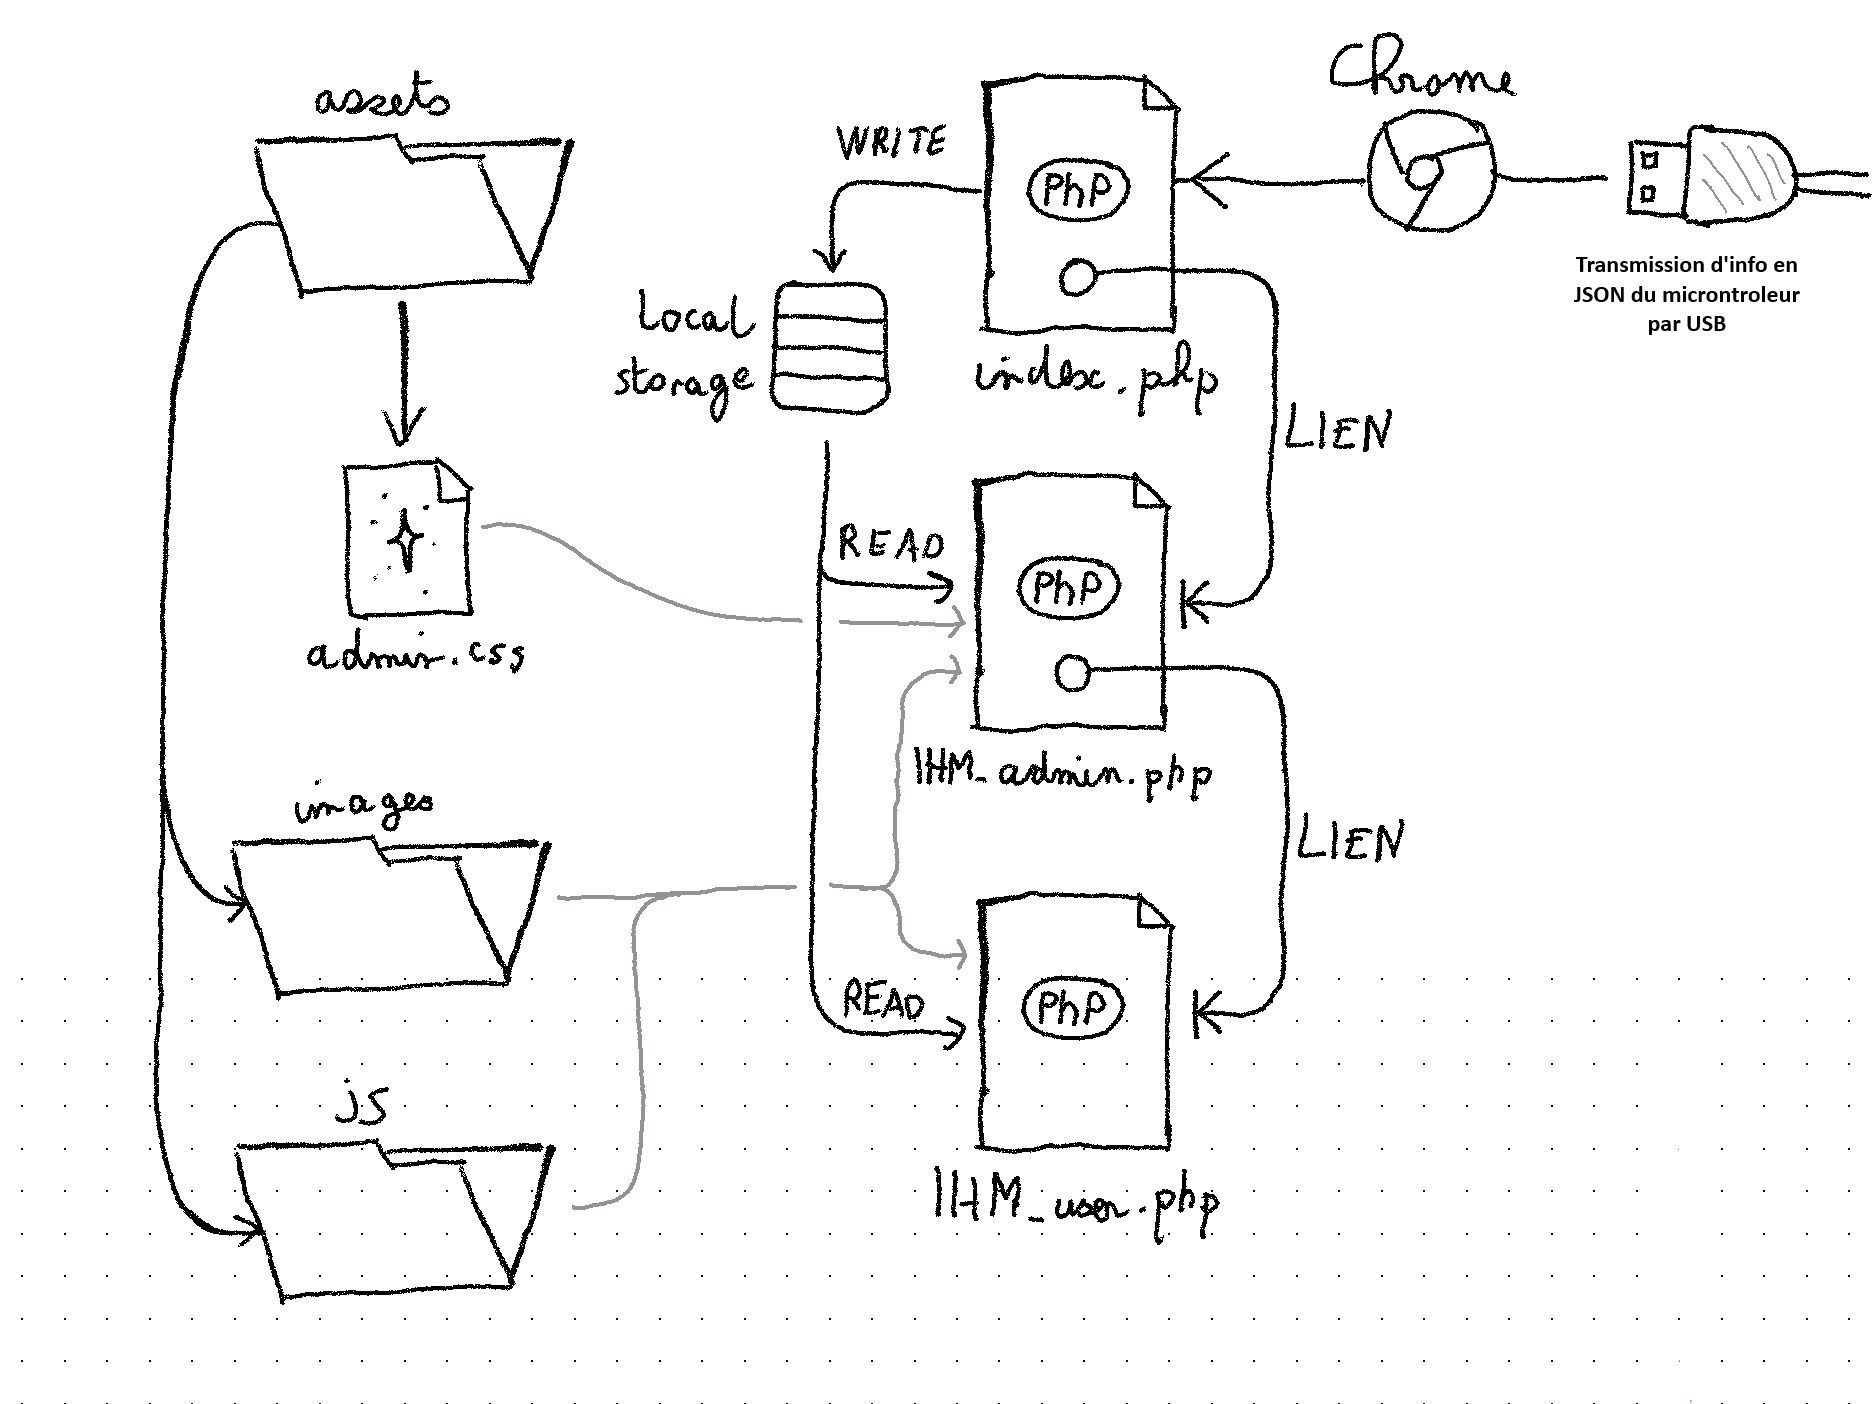 assets
WRITE
PhP
Chrome
Transmission d'info en
JSON du microntroleur
par USB
Local
storage
index.php
LIEN
READ
PhP
admin.css
IHM_admin.php
images
LIEN
READ
PhP
js
IHM_user.php